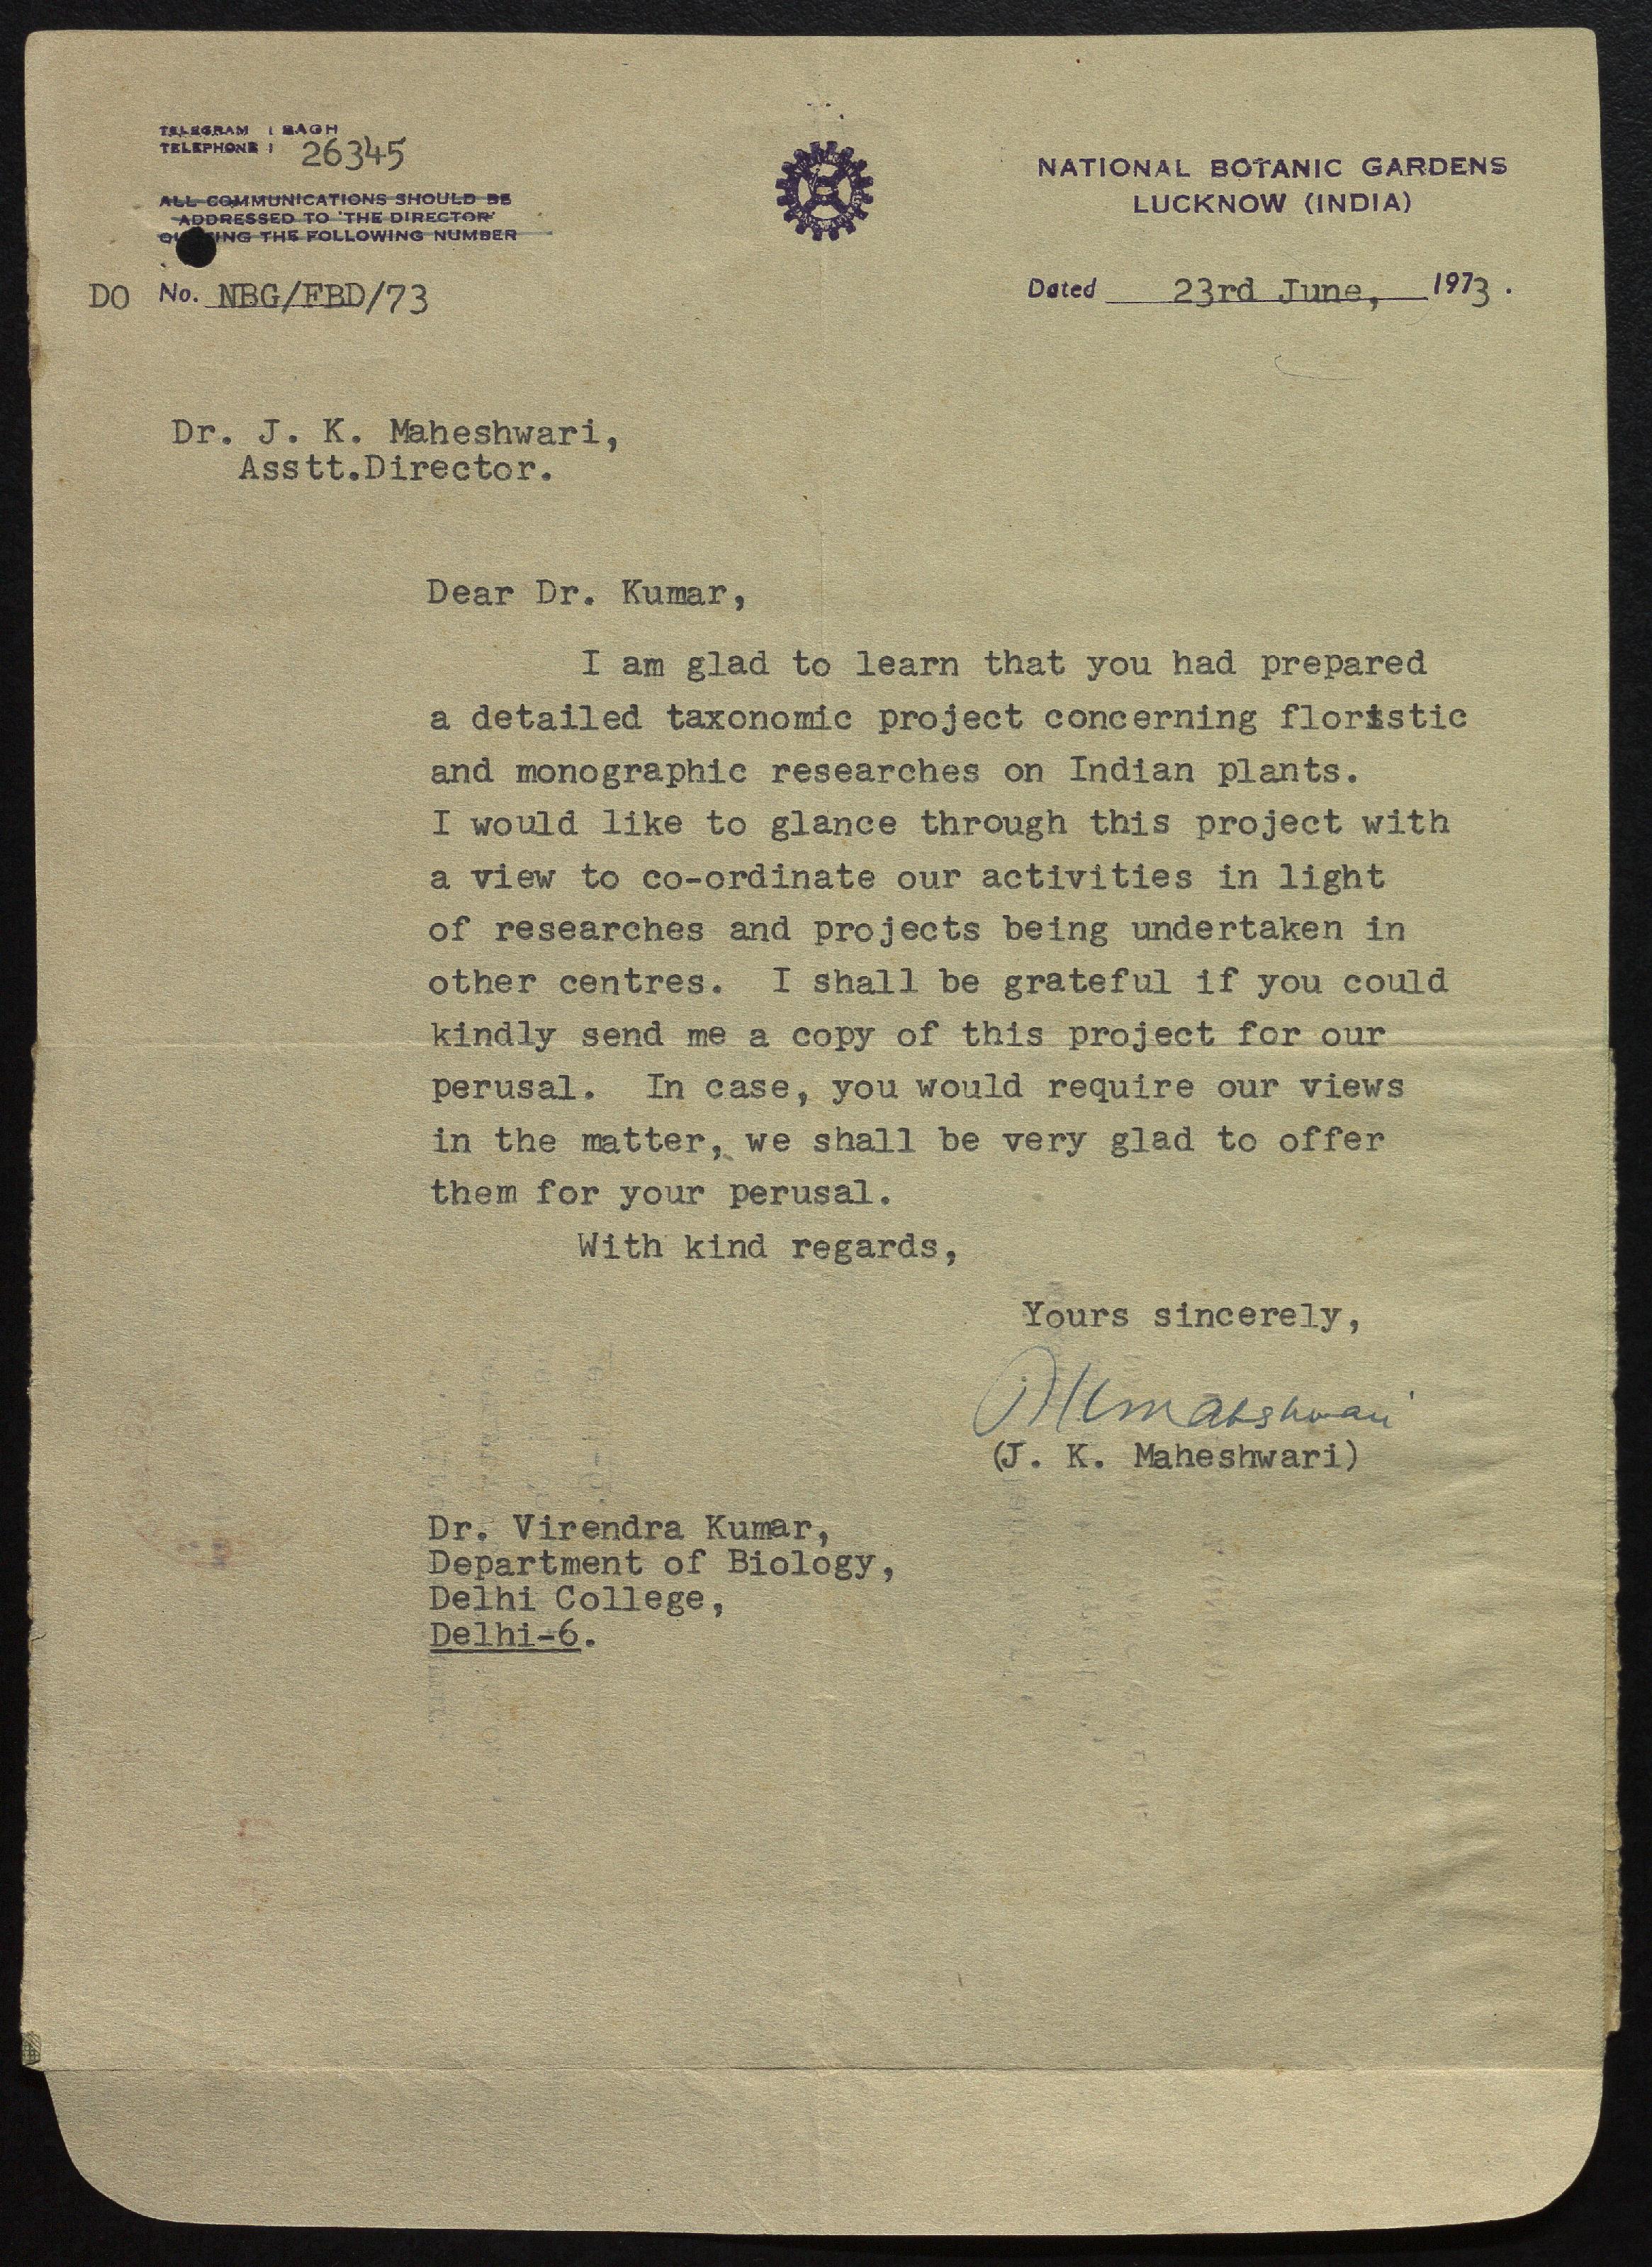 TELEGRAM : BAGH
TELEPHONE : 26345
ALL COMMUNICATIONS SHOULD BE
ADDRESSED TO 'THE DIRECTOR'
THE FOLLOWING NUMBER
NATIONAL BOTANIC GARDENS
LUCKNOW (INDIA)
DO No. NBG/FBD/73
Dated 23rd June, 1973.
Dr. J. K. Maheshwari,
Asstt.Director.
Dear Dr. Kumar,
I am glad to learn that you had prepared
a detailed taxonomic project concerning floristic
and monographic researches on Indian plants.
I would like to glance through this project with
a view to co-ordinate our activities in light
of researches and projects being undertaken in
other centres. I shall be grateful if you could
kindly send me a copy of this project for our
perusal. In case, you would require our views
in the matter, we shall be very glad to offer
them for your perusal.
With kind regards,
Yours sincerely,
JKMaheshwari
(J. K. Maheshwari)
Dr. Virendra Kumar,
Department of Biology,
Delhi College,
Delhi-6.